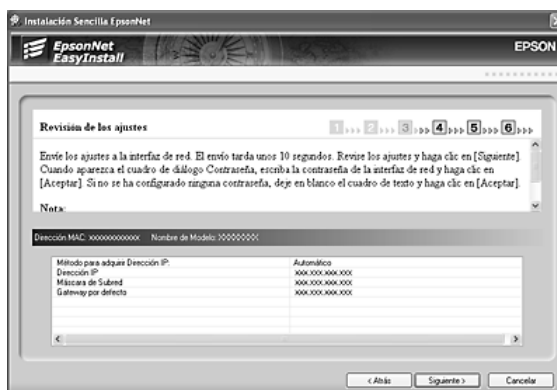 Instalación Sencilla EpsonNet
EpsonNet
EasyInstall
EPSON
Revisión de los ajustes
1 2 3 4 5 6
Envíe los ajustes a la interfaz de red. El envío tarda unos 10 segundos. Revise los ajustes y haga clic en [Siguiente].
Cuando aparezca el cuadro de diálogo Contraseña, escriba la contraseña de la interfaz de red y haga clic en
[Aceptar]. Si no se ha configurado ninguna contraseña, deje en blanco el cuadro de texto y haga clic en [Aceptar].
Nota:
Dirección MAC: XXXXXXXXXXXX Nombre de Modelo: XXXXXXXX
Método para adquirir Dirección IP: Automático
Dirección IP XXX.XXX.XXX.XXX
Máscara de Subred XXX.XXX.XXX.XXX
Gateway por defecto XXX.XXX.XXX.XXX
< Atrás Siguiente > Cancelar